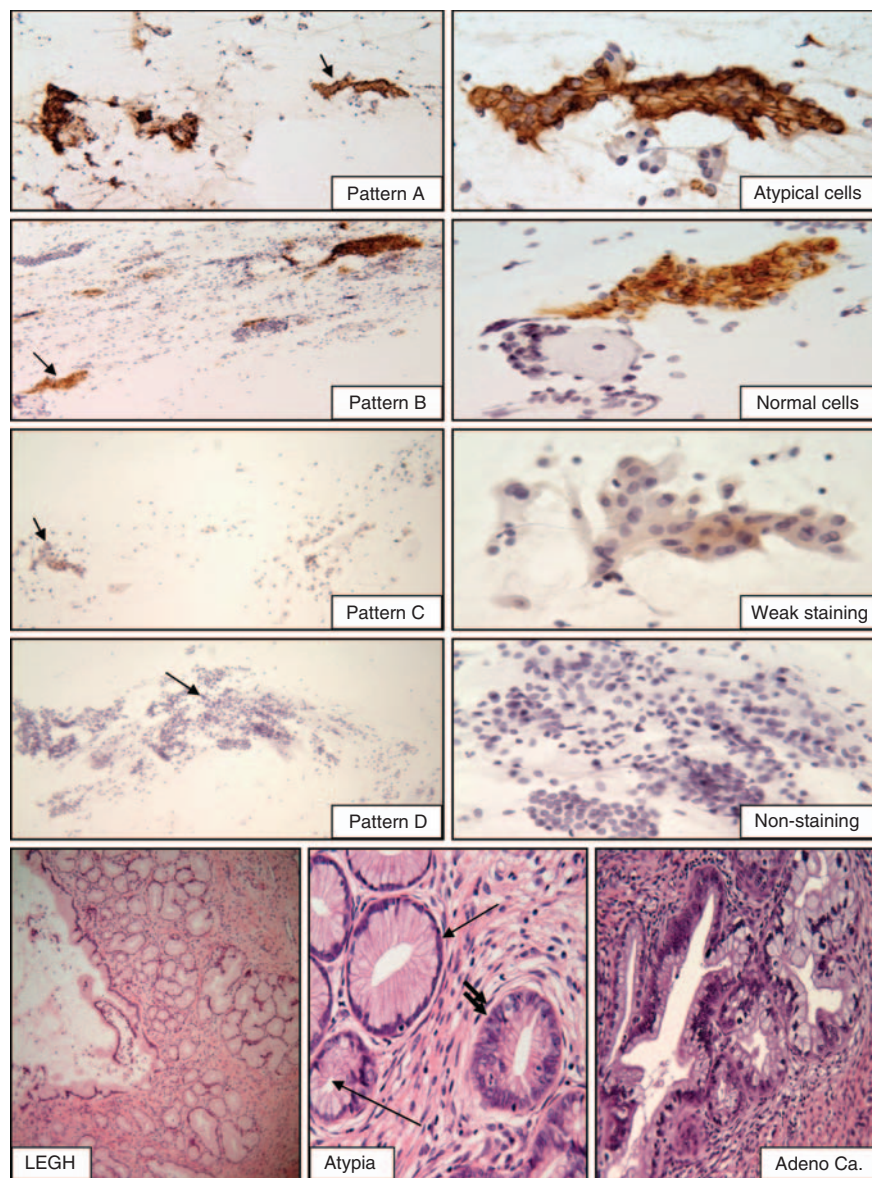 Pattern A
Atypical cells
Pattern B
Normal cells
Pattern C
Weak staining
Pattern D
Non-staining
LEGH
Atypia
Adeno Ca.